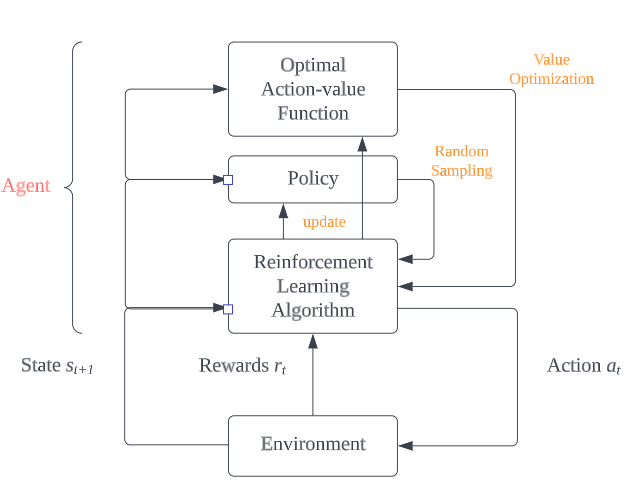 Optimal
Action-value
Function
Value
Optimization
Policy
Random
Sampling
Agent
update
Reinforcement
Learning
Algorithm
State s_{t+1}
Rewards r_t
Action a_t
Environment